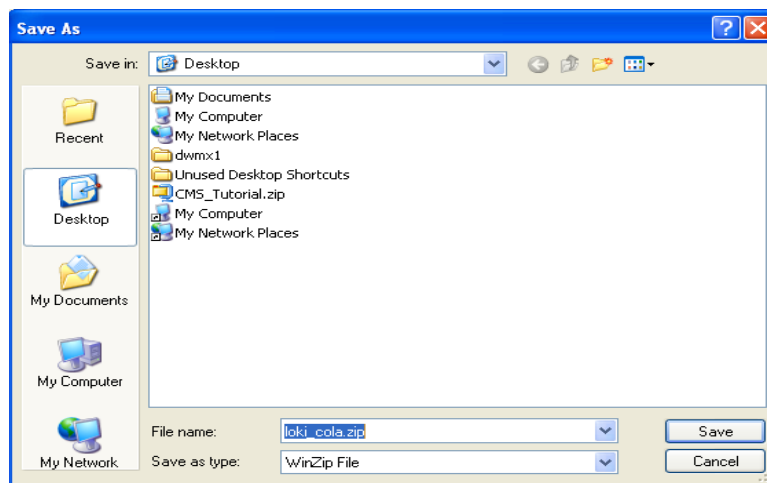 Save As
Save in: Desktop
Recent
Desktop
My Documents
My Computer
My Network
My Documents
My Computer
My Network Places
dwmx1
Unused Desktop Shortcuts
CMS_Tutorial.zip
My Computer
My Network Places
File name: loki_cola.zip Save
Save as type: WinZip File Cancel